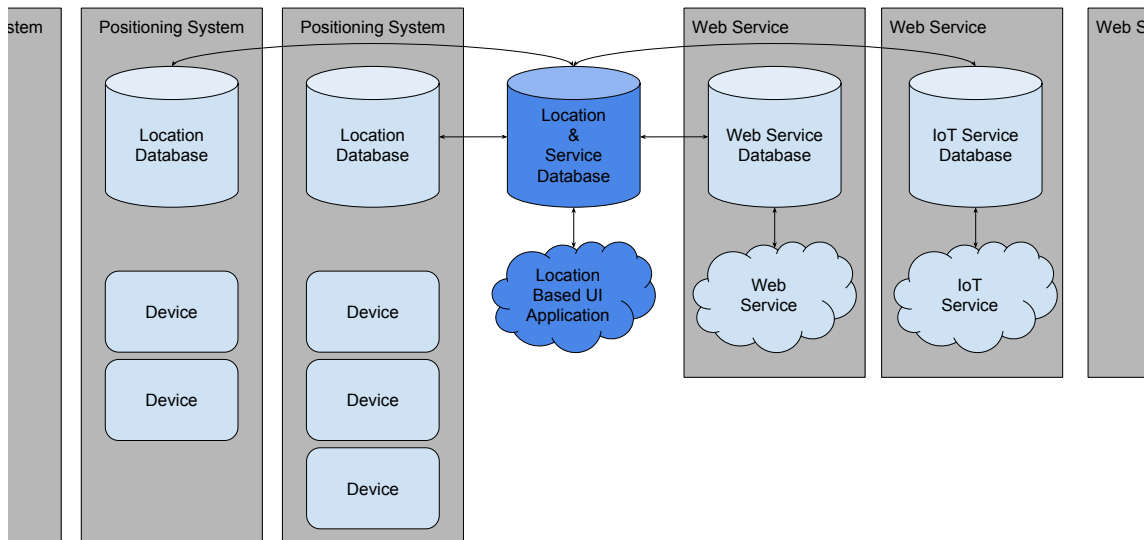 stem
Positioning System
Positioning System
Web Service
Web Service
Web S
Location
Database
Location
Database
Location
&
Service
Database
Web Service
Database
IoT Service
Database
Location
Based UI
Application
Web
Service
IoT
Service
Device
Device
Device
Device
Device